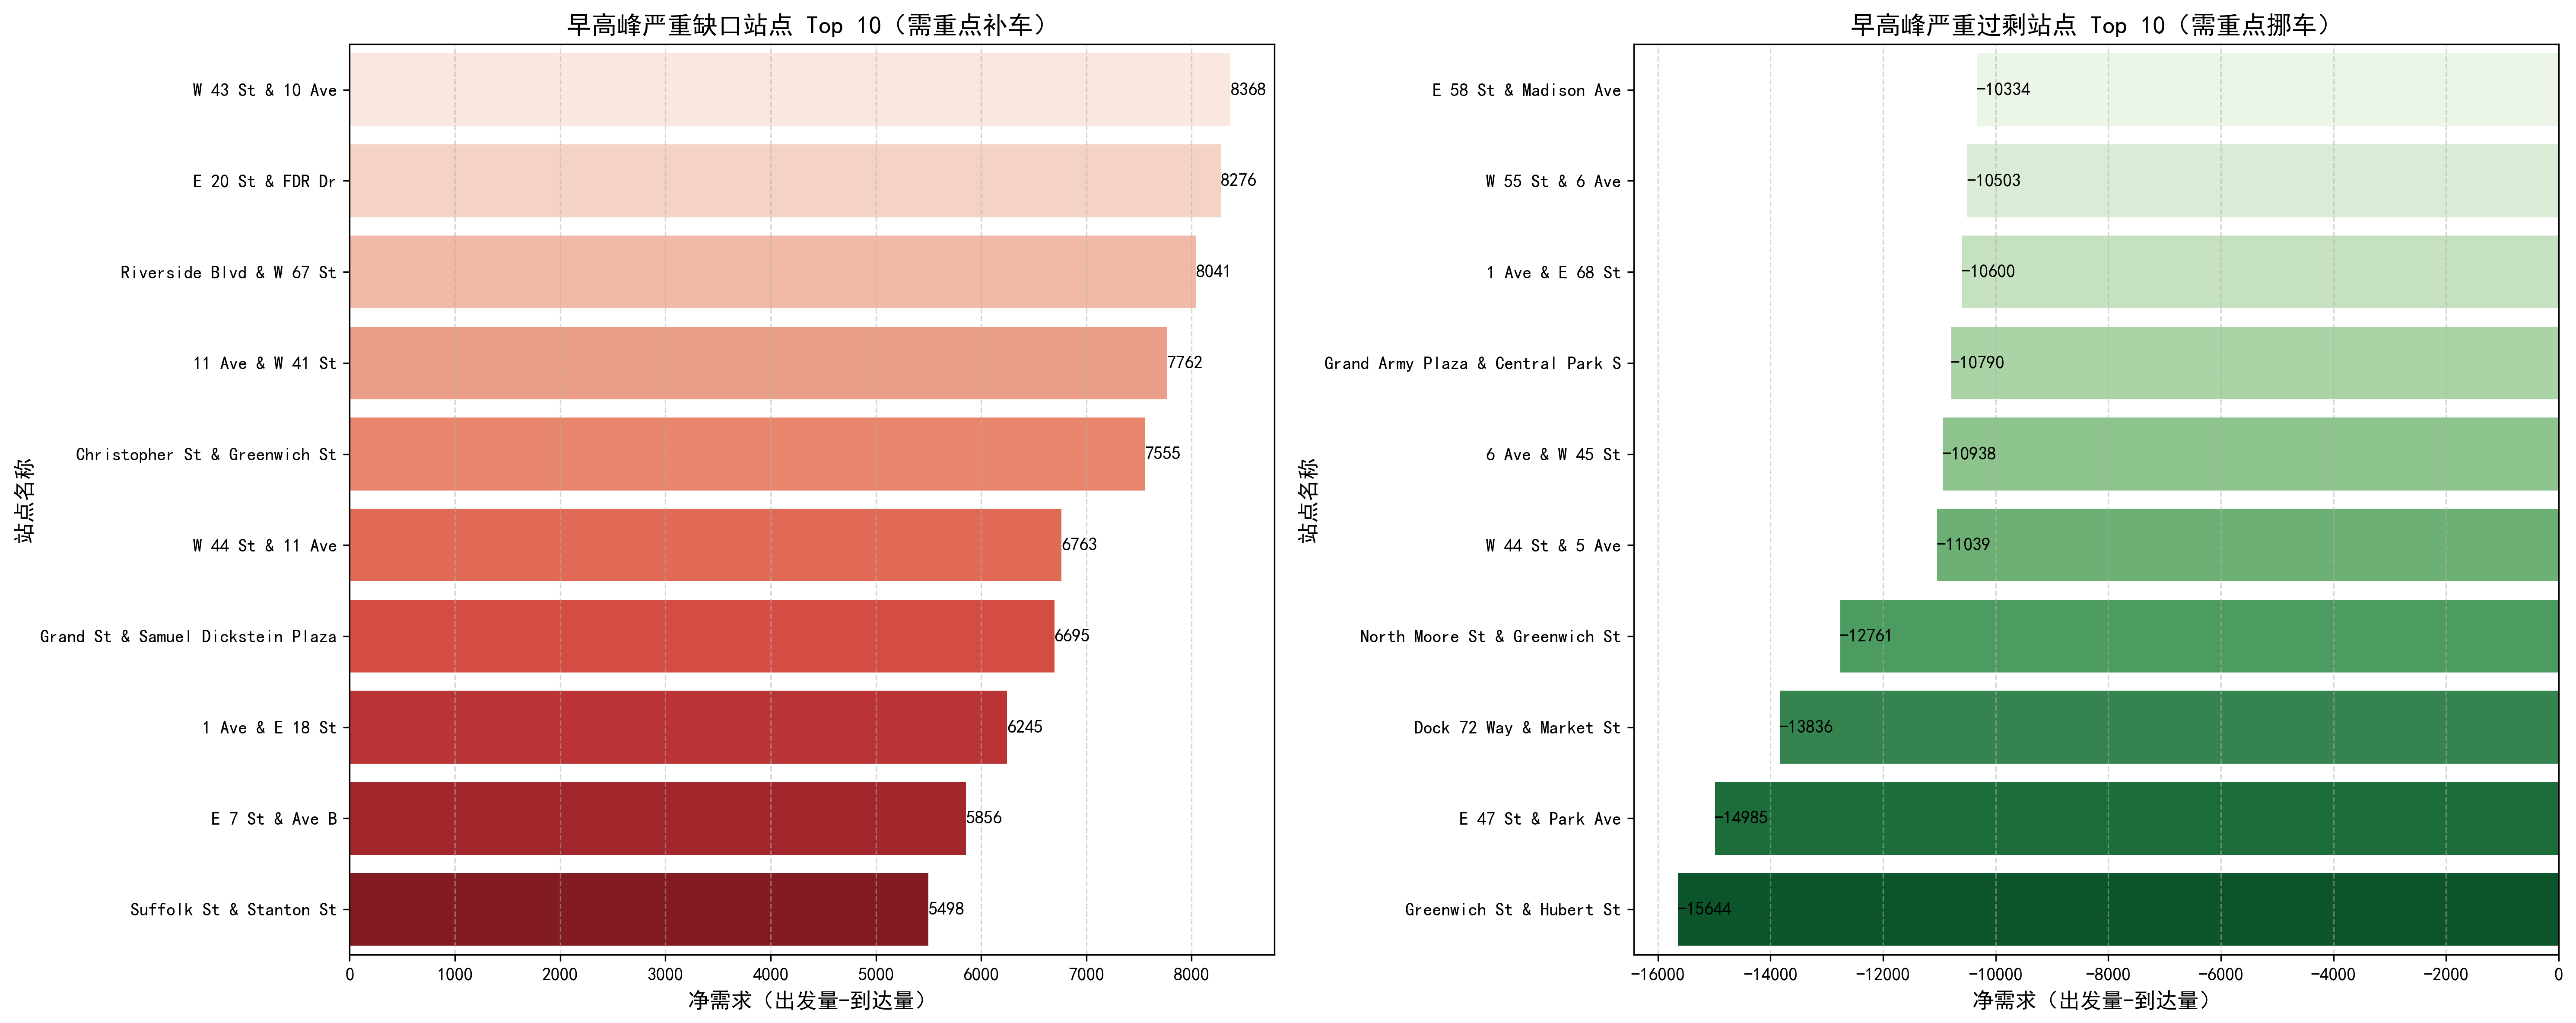 早高峰严重缺口站点 Top 10（需重点补车）
站点名称
W 43 St & 10 Ave
8368
E 20 St & FDR Dr
8276
Riverside Blvd & W 67 St
8041
11 Ave & W 41 St
7762
Christopher St & Greenwich St
7555
W 44 St & 11 Ave
6763
Grand St & Samuel Dickstein Plaza
6695
1 Ave & E 18 St
6245
E 7 St & Ave B
5856
Suffolk St & Stanton St
5498
0 1000 2000 3000 4000 5000 6000 7000 8000
净需求（出发量-到达量）
早高峰严重过剩站点 Top 10（需重点挪车）
站点名称
E 58 St & Madison Ave
-10334
W 55 St & 6 Ave
-10503
1 Ave & E 68 St
-10600
Grand Army Plaza & Central Park S
-10790
6 Ave & W 45 St
-10938
W 44 St & 5 Ave
-11039
North Moore St & Greenwich St
-12761
Dock 72 Way & Market St
-13836
E 47 St & Park Ave
-14985
Greenwich St & Hubert St
-15644
-16000 -14000 -12000 -10000 -8000 -6000 -4000 -2000 0
净需求（出发量-到达量）